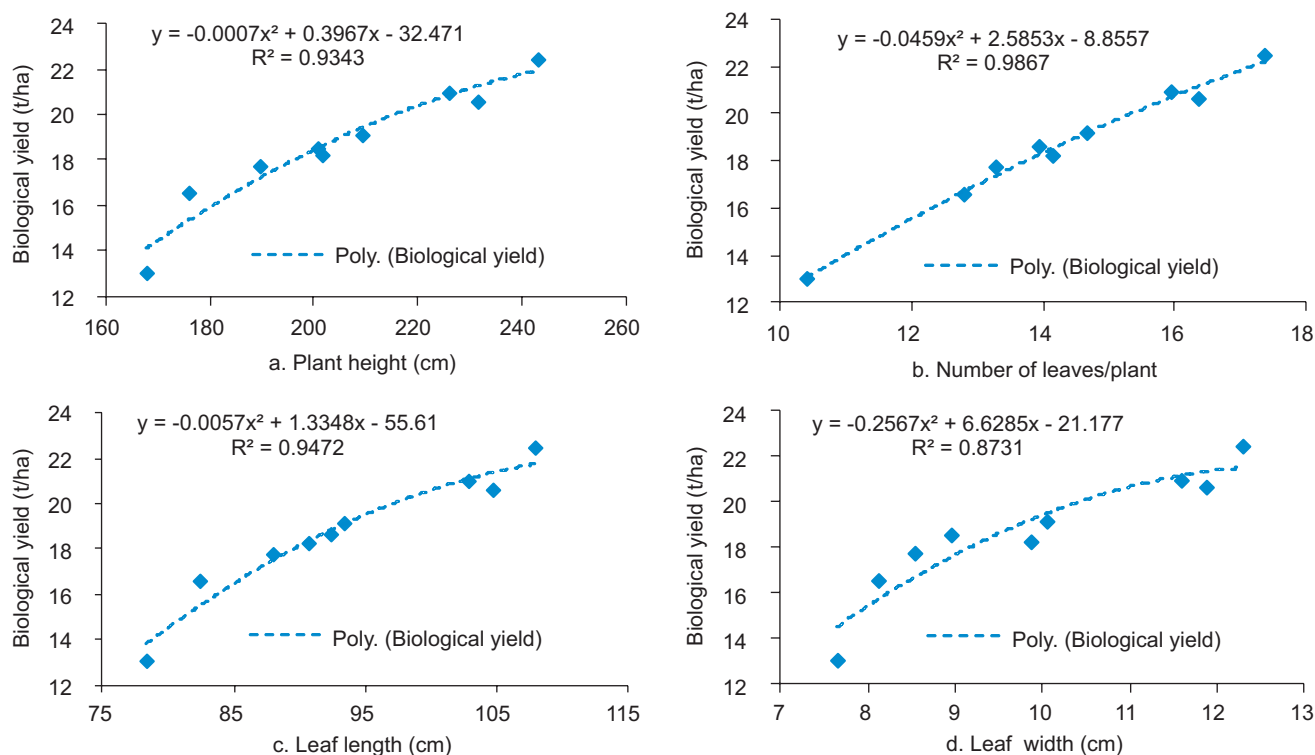 y = -0.0007x² + 0.3967x - 32.471
R² = 0.9343
Biological yield (t/ha)
24
22
20
18
16
14
12
Poly. (Biological yield)
160 180 200 220 240 260
a. Plant height (cm)
y = -0.0459x² + 2.5853x - 8.8557
R² = 0.9867
Biological yield (t/ha)
24
22
20
18
16
14
12
Poly. (Biological yield)
10 12 14 16 18
b. Number of leaves/plant
y = -0.0057x² + 1.3348x - 55.61
R² = 0.9472
Biological yield (t/ha)
24
22
20
18
16
14
12
Poly. (Biological yield)
75 85 95 105 115
c. Leaf length (cm)
y = -0.2567x² + 6.6285x - 21.177
R² = 0.8731
Biological yield (t/ha)
24
22
20
18
16
14
12
Poly. (Biological yield)
7 8 9 10 11 12 13
d. Leaf width (cm)